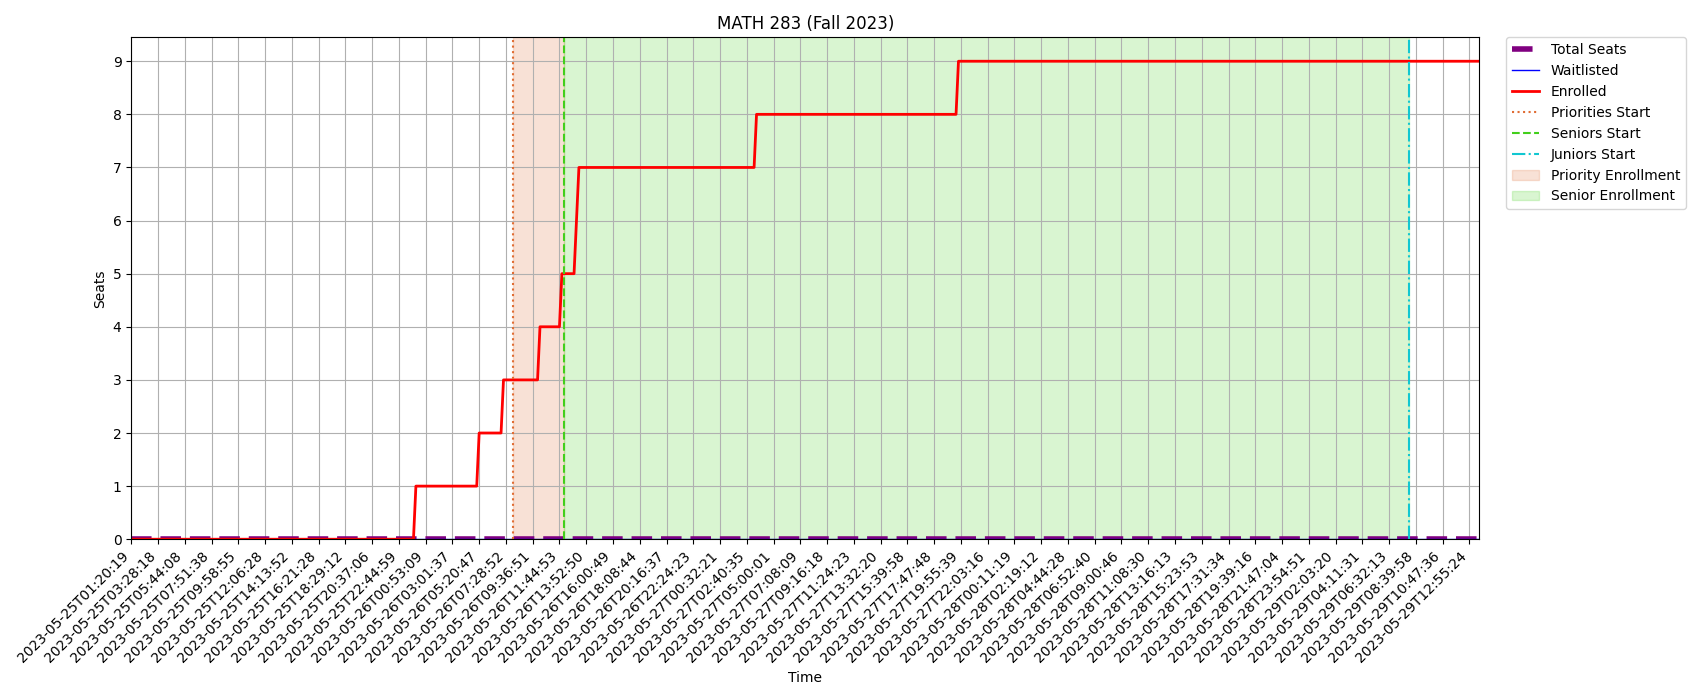 MATH 283 (Fall 2023)
Total Seats
Waitlisted
Enrolled
Priorities Start
Seniors Start
Juniors Start
Priority Enrollment
Senior Enrollment
Seats
9
8
7
6
5
4
3
2
1
0
2023-05-25T01:20:19
2023-05-25T03:28:18
2023-05-25T05:44:08
2023-05-25T07:51:38
2023-05-25T09:58:55
2023-05-25T12:06:28
2023-05-25T14:13:52
2023-05-25T16:21:28
2023-05-25T18:29:12
2023-05-25T20:37:06
2023-05-25T22:44:59
2023-05-26T00:53:09
2023-05-26T03:01:37
2023-05-26T05:20:47
2023-05-26T07:28:52
2023-05-26T09:36:51
2023-05-26T11:44:53
2023-05-26T13:52:50
2023-05-26T16:00:49
2023-05-26T18:08:44
2023-05-26T20:16:37
2023-05-26T22:24:23
2023-05-27T00:32:21
2023-05-27T02:40:35
2023-05-27T05:00:01
2023-05-27T07:08:09
2023-05-27T09:16:18
2023-05-27T11:24:23
2023-05-27T13:32:20
2023-05-27T15:39:58
2023-05-27T17:47:48
2023-05-27T19:55:39
2023-05-27T22:03:16
2023-05-28T00:11:19
2023-05-28T02:19:12
2023-05-28T04:44:28
2023-05-28T06:52:40
2023-05-28T09:00:46
2023-05-28T11:08:30
2023-05-28T13:16:13
2023-05-28T15:23:53
2023-05-28T17:31:34
2023-05-28T19:39:16
2023-05-28T21:47:04
2023-05-28T23:54:51
2023-05-29T02:03:20
2023-05-29T04:11:31
2023-05-29T06:32:13
2023-05-29T08:39:58
2023-05-29T10:47:36
2023-05-29T12:55:24
Time